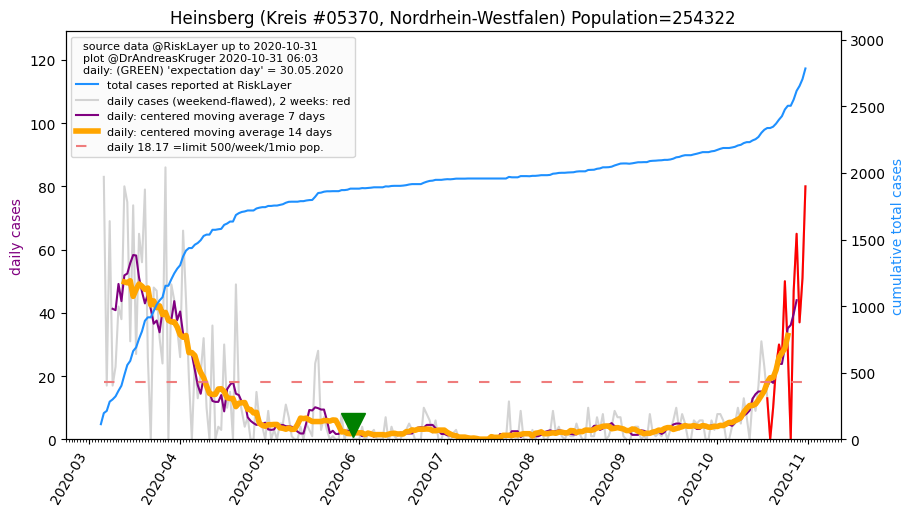 Heinsberg (Kreis #05370, Nordrhein-Westfalen) Population=254322
source data @RiskLayer up to 2020-10-31
plot @DrAndreasKruger 2020-10-31 06:03
daily: (GREEN) 'expectation day' = 30.05.2020
total cases reported at RiskLayer
daily cases (weekend-flawed), 2 weeks: red
daily: centered moving average 7 days
daily: centered moving average 14 days
daily 18.17 =limit 500/week/1mio pop.
daily cases
0
20
40
60
80
100
120
cumulative total cases
0
500
1000
1500
2000
2500
3000
2020-03
2020-04
2020-05
2020-06
2020-07
2020-08
2020-09
2020-10
2020-11